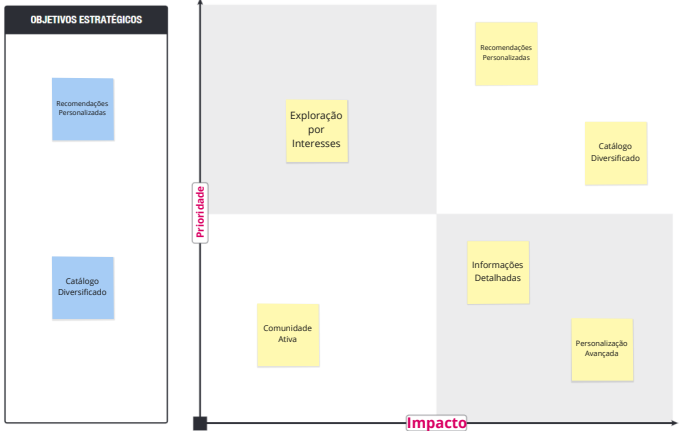 OBJETIVOS ESTRATÉGICOS
Recomendações
Personalizadas
Catálogo
Diversificado
Prioridade
Recomendações
Personalizadas
Exploração
por
Interesses
Catálogo
Diversificado
Informações
Detalhadas
Comunidade
Ativa
Personalização
Avançada
Impacto